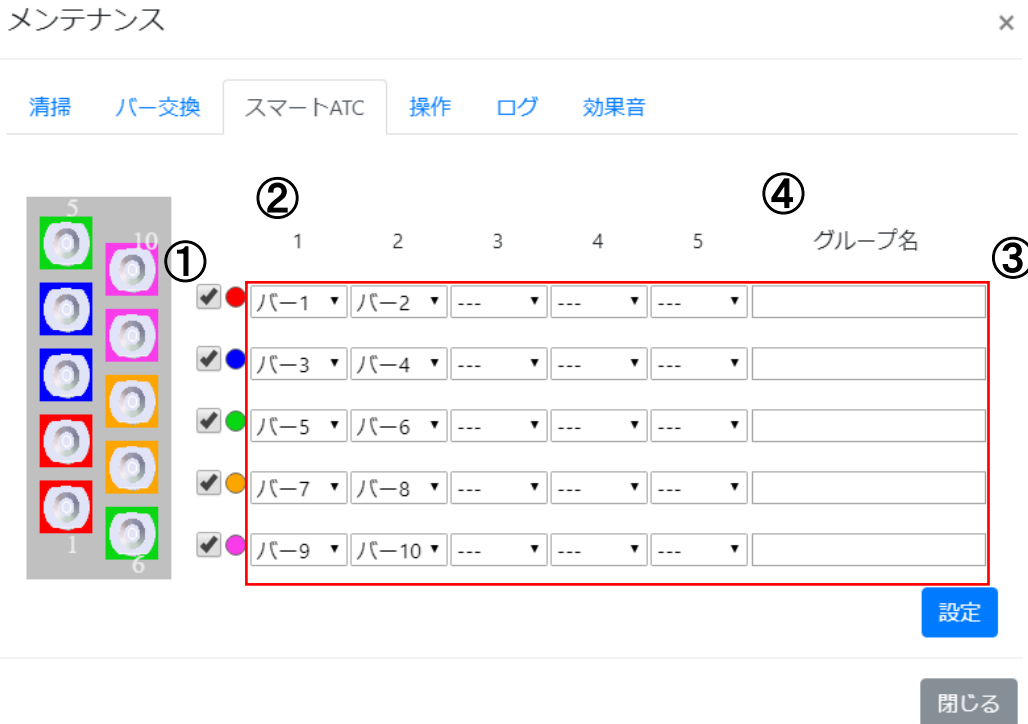 メンテナンス ×
清掃 バー交換 スマートATC 操作 ログ 効果音
② ④
5
10 ① 1 2 3 4 5 グループ名 ③
バー1 バー2 --- --- ---
バー3 バー4 --- --- ---
バー5 バー6 --- --- ---
バー7 バー8 --- --- ---
バー9 バー10 --- --- ---
1
6
設定
閉じる